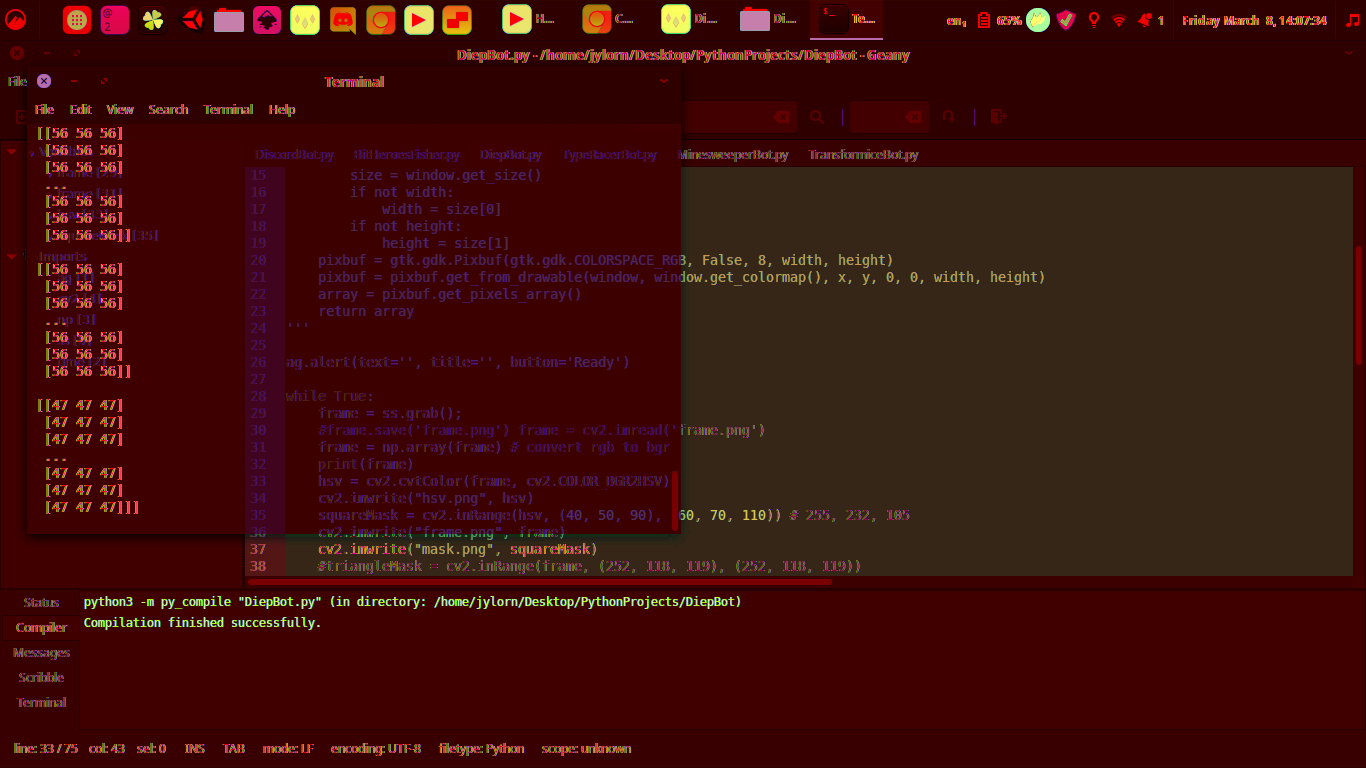 H... C... Di... Di... Te... en₁ 65% 1 Friday March 8, 14:07:34
DiepBot.py - /home/jylorn/Desktop/PythonProjects/DiepBot - Geany
File
Terminal
File Edit View Search Terminal Help
[[56 56 56]
[56 56 56]
[56 56 56]
...
[56 56 56]
[56 56 56]
[56 56 56]]
[[56 56 56]
[56 56 56]
[56 56 56]
...
[56 56 56]
[56 56 56]
[56 56 56]]
[[47 47 47]
[47 47 47]
[47 47 47]
...
[47 47 47]
[47 47 47]
[47 47 47]]]
frame [31]
[35]
Imports
np [3]
DiscordBot.py BitHeroesFisher.py DiepBot.py TypeRacerBot.py MinesweeperBot.py TransformiceBot.py
15 size = window.get_size()
16 if not width:
17 width = size[0]
18 if not height:
19 height = size[1]
20 pixbuf = gtk.gdk.Pixbuf(gtk.gdk.COLORSPACE_RGB, False, 8, width, height)
21 pixbuf = pixbuf.get_from_drawable(window, window.get_colormap(), x, y, 0, 0, width, height)
22 array = pixbuf.get_pixels_array()
23 return array
24 '''
25
26 ag.alert(text='', title='', button='Ready')
27
28 while True:
29 frame = ss.grab();
30 #frame.save('frame.png') frame = cv2.imread('frame.png')
31 frame = np.array(frame) # convert rgb to bgr
32 print(frame)
33 hsv = cv2.cvtColor(frame, cv2.COLOR_BGR2HSV)
34 cv2.imwrite("hsv.png", hsv)
35 squareMask = cv2.inRange(hsv, (40, 50, 90), (60, 70, 110)) # 255, 232, 105
36 cv2.imwrite("frame.png", frame)
37 cv2.imwrite("mask.png", squareMask)
38 #triangleMask = cv2.inRange(frame, (252, 118, 119), (252, 118, 119))
Status
Compiler
Messages
Scribble
Terminal
python3 -m py_compile "DiepBot.py" (in directory: /home/jylorn/Desktop/PythonProjects/DiepBot)
Compilation finished successfully.
line: 33 / 75 col: 43 sel: 0 INS TAB mode: LF encoding: UTF-8 filetype: Python scope: unknown